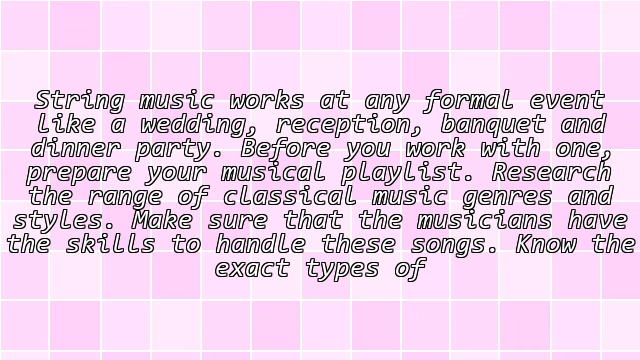 String music works at any formal event
like a wedding, reception, banquet and
dinner party. Before you work with one,
prepare your musical playlist. Research
the range of classical music genres and
styles. Make sure that the musicians have
the skills to handle these songs. Know the
exact types of